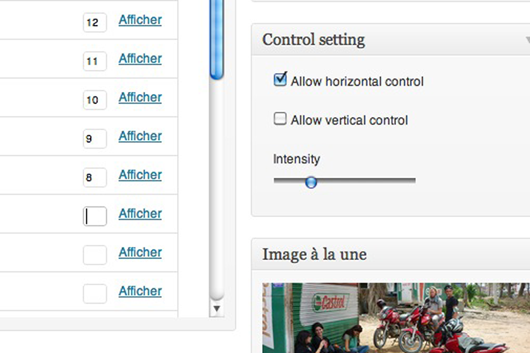 12 Afficher
11 Afficher
10 Afficher
9 Afficher
8 Afficher
Afficher
Afficher
Afficher
Control setting
Allow horizontal control
Allow vertical control
Intensity
Image à la une
Castrol